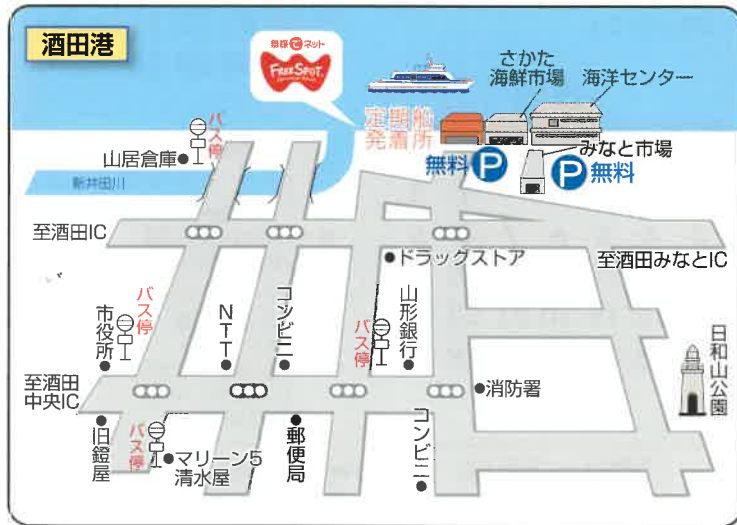 酒田港
無線でネット
FREESPOT
さかた
海鮮市場
海洋センター
定期船
発着所
みなと市場
無料 P
P 無料
バス停
山居倉庫
新井田川
至酒田IC
至酒田みなとIC
ドラッグストア
バス停
市役所
NTT
コンビニ
バス停
山形銀行
日和山公園
至酒田
中央IC
消防署
旧鐙屋
バス停
マリーン5
清水屋
郵便局
コンビニ